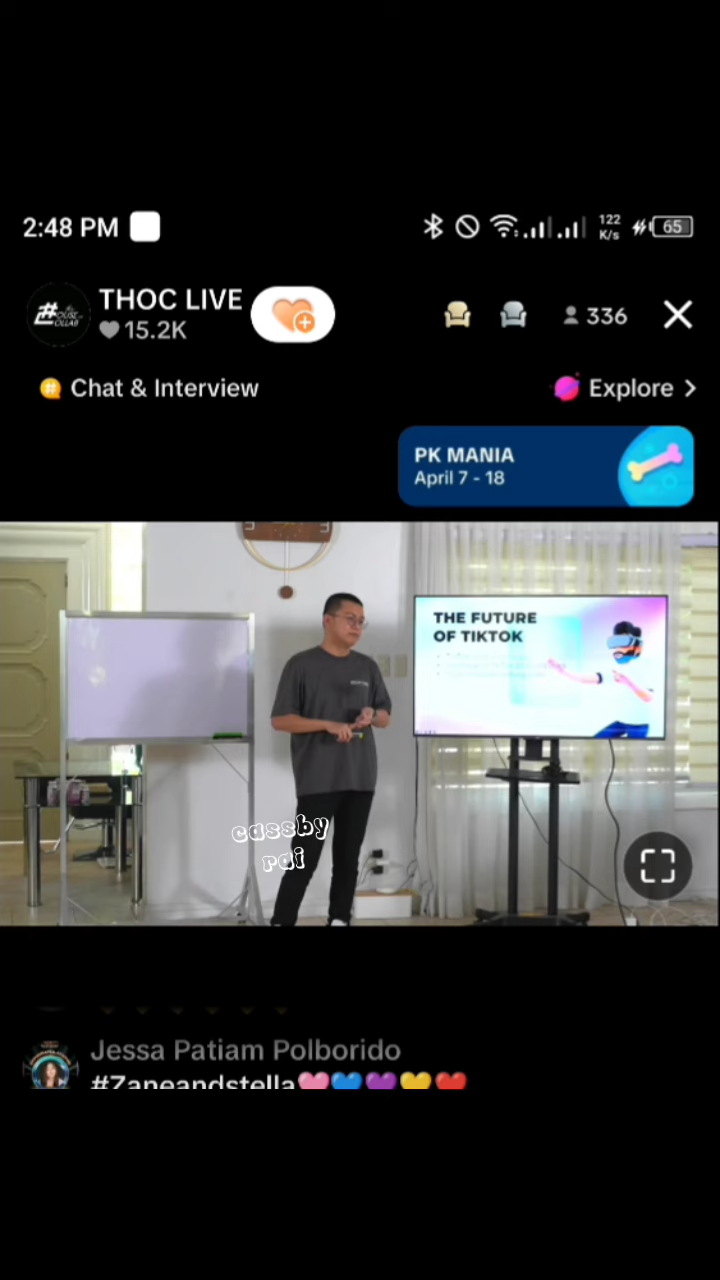 2:48 PM
122
K/s
65
THOC LIVE
15.2K
336
Chat & Interview
Explore
PK MANIA
April 7 - 18
THE FUTURE
OF TIKTOK
cassby
rai
Jessa Patiam Polborido
#Zaneandstella